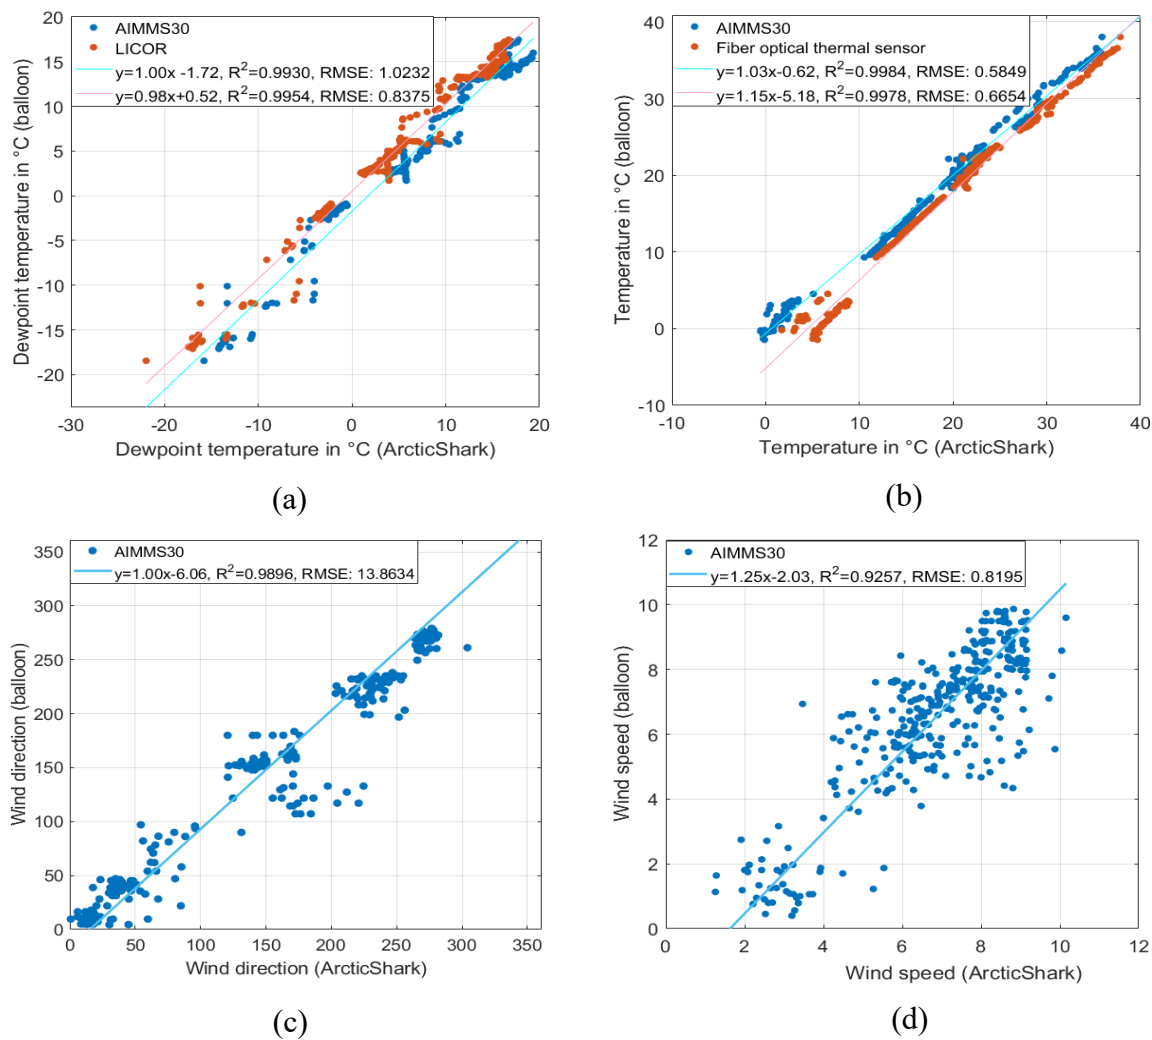 20
15
10
5
0
-5
-10
-15
-20
-30
-20
-10
0
10
20
Dewpoint temperature in °C (balloon)
Dewpoint temperature in °C (ArcticShark)
AIMMS30
LICOR
y=1.00x -1.72, R²=0.9930, RMSE: 1.0232
y=0.98x+0.52, R²=0.9954, RMSE: 0.8375
(a)
40
30
20
10
0
-10
-10
0
10
20
30
40
Temperature in °C (balloon)
Temperature in °C (ArcticShark)
AIMMS30
Fiber optical thermal sensor
y=1.03x-0.62, R²=0.9984, RMSE: 0.5849
y=1.15x-5.18, R²=0.9978, RMSE: 0.6654
(b)
350
300
250
200
150
100
50
0
0
50
100
150
200
250
300
350
Wind direction (balloon)
Wind direction (ArcticShark)
AIMMS30
y=1.00x-6.06, R²=0.9896, RMSE: 13.8634
(c)
12
10
8
6
4
2
0
0
2
4
6
8
10
12
Wind speed (balloon)
Wind speed (ArcticShark)
AIMMS30
y=1.25x-2.03, R²=0.9257, RMSE: 0.8195
(d)